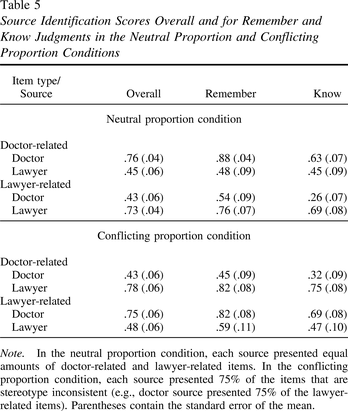 Table 5
Source Identification Scores Overall and for Remember and
Know Judgments in the Neutral Proportion and Conflicting
Proportion Conditions
Item type/
Source Overall Remember Know
Neutral proportion condition
Doctor-related
Doctor .76 (.04) .88 (.04) .63 (.07)
Lawyer .45 (.06) .48 (.09) .45 (.09)
Lawyer-related
Doctor .43 (.06) .54 (.09) .26 (.07)
Lawyer .73 (.04) .76 (.07) .69 (.08)
Conflicting proportion condition
Doctor-related
Doctor .43 (.06) .45 (.09) .32 (.09)
Lawyer .78 (.06) .82 (.08) .75 (.08)
Lawyer-related
Doctor .75 (.06) .82 (.08) .69 (.08)
Lawyer .48 (.06) .59 (.11) .47 (.10)
Note. In the neutral proportion condition, each source presented equal
amounts of doctor-related and lawyer-related items. In the conflicting
proportion condition, each source presented 75% of the items that are
stereotype inconsistent (e.g., doctor source presented 75% of the lawyer-
related items). Parentheses contain the standard error of the mean.